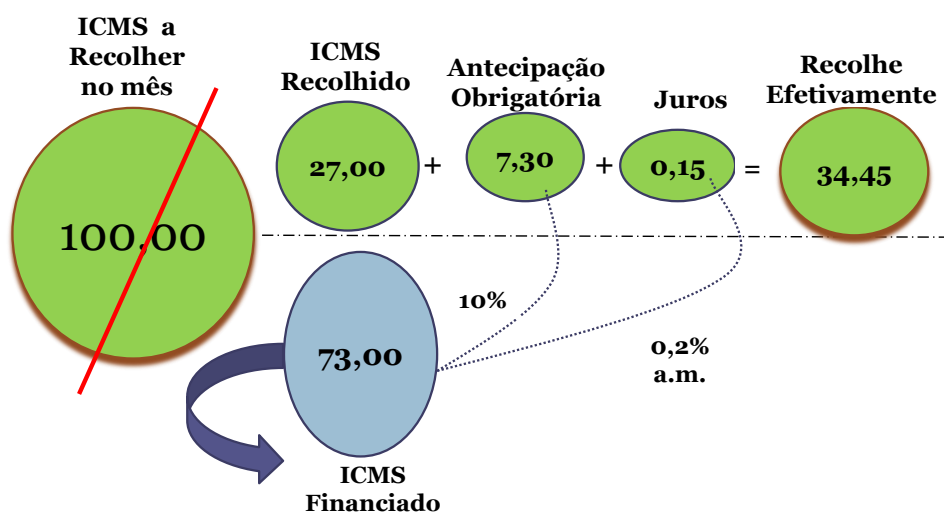 ICMS a
Recolher
no mês
100,00
ICMS
Recolhido
27,00
+
Antecipação
Obrigatória
7,30
+
Juros
0,15
=
Recolhe
Efetivamente
34,45
10%
0,2%
a.m.
73,00
ICMS
Financiado